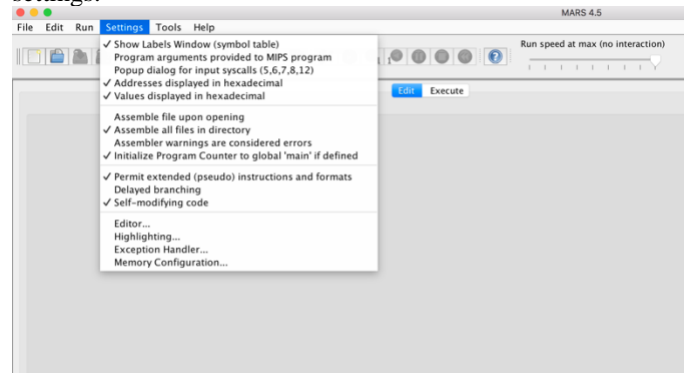 settings.
MARS 4.5
File Edit Run Settings Tools Help
Run speed at max (no interaction)
✓ Show Labels Window (symbol table)
Program arguments provided to MIPS program
Popup dialog for input syscalls (5,6,7,8,12)
✓ Addresses displayed in hexadecimal
✓ Values displayed in hexadecimal
Edit Execute
Assemble file upon opening
✓ Assemble all files in directory
Assembler warnings are considered errors
✓ Initialize Program Counter to global 'main' if defined
✓ Permit extended (pseudo) instructions and formats
Delayed branching
✓ Self-modifying code
Editor...
Highlighting...
Exception Handler...
Memory Configuration...